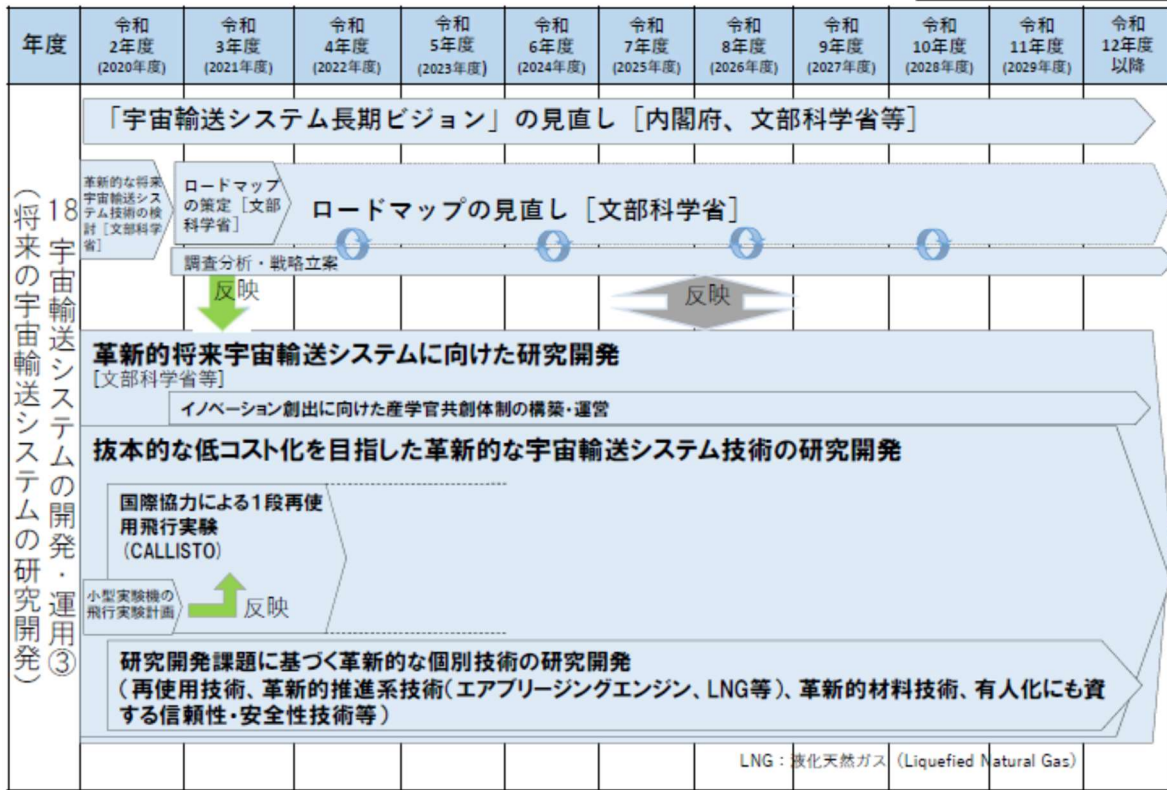 年度
令和
2年度
(2020年度)
令和
3年度
(2021年度)
令和
4年度
(2022年度)
令和
5年度
(2023年度)
令和
6年度
(2024年度)
令和
7年度
(2025年度)
令和
8年度
(2026年度)
令和
9年度
(2027年度)
令和
10年度
(2028年度)
令和
11年度
(2029年度)
令和
12年度
以降
18 宇宙輸送システムの開発・運用③
（将来の宇宙輸送システムの研究開発）
「宇宙輸送システム長期ビジョン」の見直し［内閣府、文部科学省等］
革新的な将来
宇宙輸送シス
テム技術の検
討［文部科学
省］
ロードマップ
の策定［文部
科学省］
ロードマップの見直し［文部科学省］
調査分析・戦略立案
反映
反映
革新的将来宇宙輸送システムに向けた研究開発
［文部科学省等］
イノベーション創出に向けた産学官共創体制の構築・運営
抜本的な低コスト化を目指した革新的な宇宙輸送システム技術の研究開発
国際協力による１段再使
用飛行実験
(CALLISTO)
小型実験機の
飛行実験計画
反映
研究開発課題に基づく革新的な個別技術の研究開発
（再使用技術、革新的推進系技術（エアブリージングエンジン、LNG等）、革新的材料技術、有人化にも資
する信頼性・安全性技術等）
LNG：液化天然ガス（Liquefied Natural Gas）